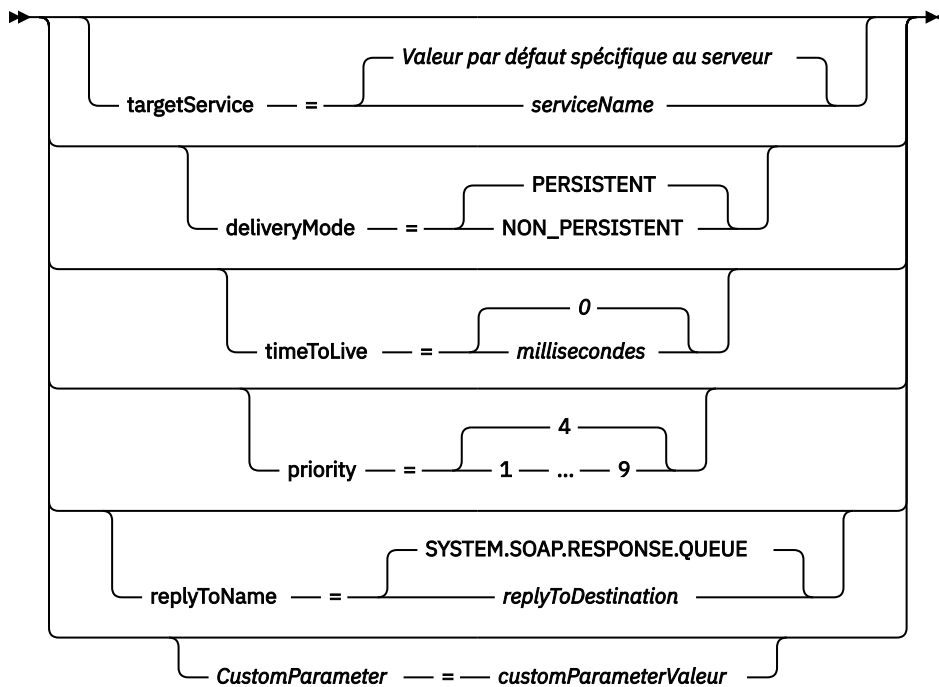 Valeur par défaut spécifique au serveur
targetService = serviceName
PERSISTENT
deliveryMode = NON_PERSISTENT
0
timeToLive = millisecondes
4
priority = 1 ... 9
SYSTEM.SOAP.RESPONSE.QUEUE
replyToName = replyToDestination
CustomParameter = customParameterValeur